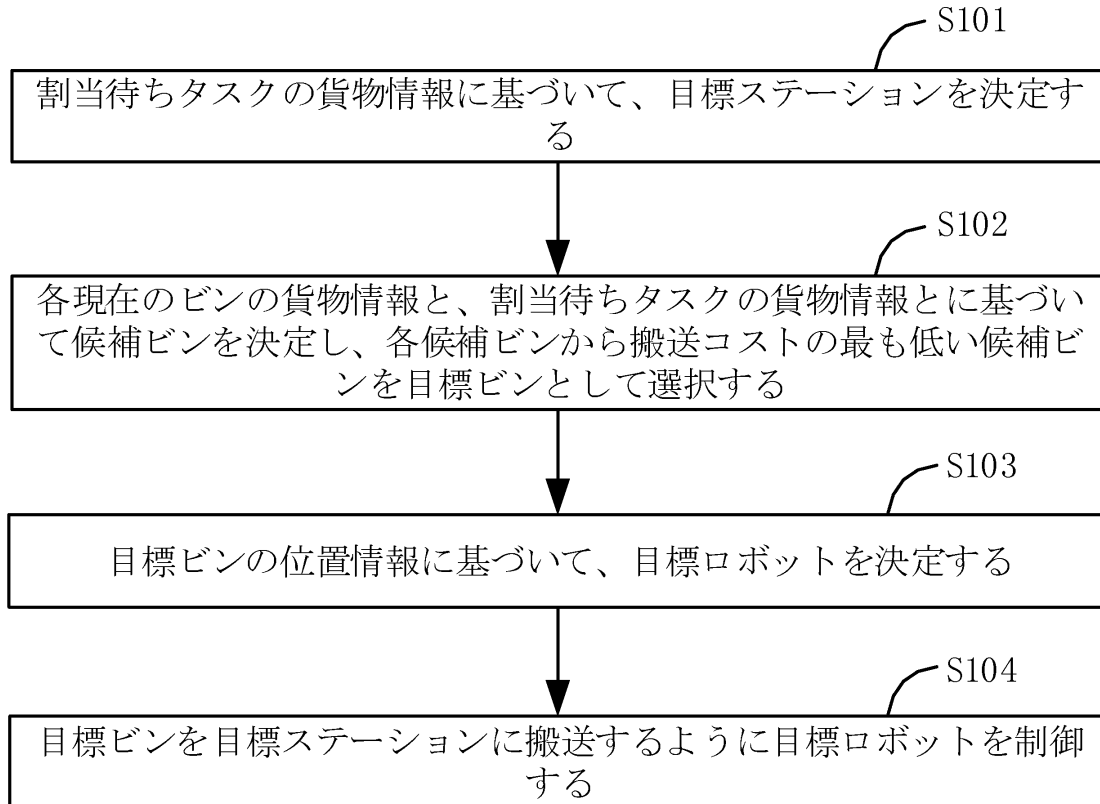 S101
割当待ちタスクの貨物情報に基づいて、目標ステーションを決定す
る
S102
各現在のビンの貨物情報と、割当待ちタスクの貨物情報とに基づい
て候補ビンを決定し、各候補ビンから搬送コストの最も低い候補ビ
ンを目標ビンとして選択する
S103
目標ビンの位置情報に基づいて、目標ロボットを決定する
S104
目標ビンを目標ステーションに搬送するように目標ロボットを制御
する